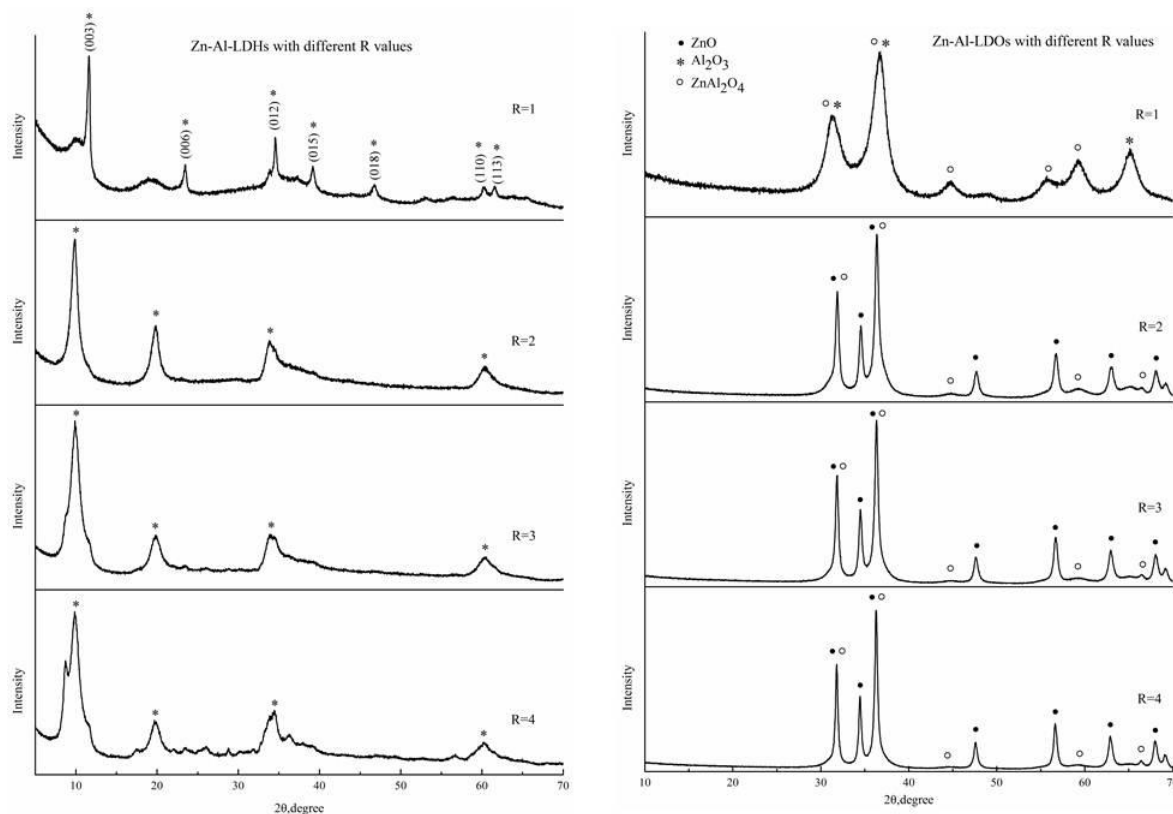 Zn-Al-LDHs with different R values
(003) *
(006) *
(012) *
(015) *
(018) *
(110) *
(113) *
R=1
Intensity
*
*
*
*
R=2
Intensity
*
*
*
*
R=3
Intensity
*
*
*
*
R=4
Intensity
10 20 30 40 50 60 70
2θ,degree
Zn-Al-LDOs with different R values
● ZnO
* Al₂O₃
○ ZnAl₂O₄
R=1
Intensity
R=2
Intensity
R=3
Intensity
R=4
Intensity
10 20 30 40 50 60 70
2θ,degree